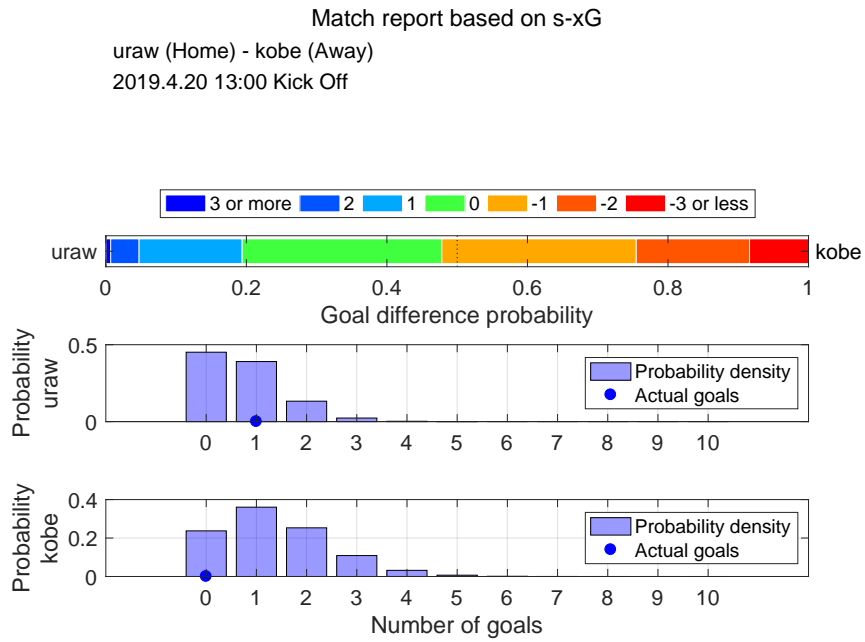 Match report based on s-xG
uraw (Home) - kobe (Away)
2019.4.20 13:00 Kick Off
3 or more 2 1 0 -1 -2 -3 or less
uraw kobe
0 0.2 0.4 0.6 0.8 1
Goal difference probability
Probability
uraw
0.5
0
Probability density
Actual goals
0 1 2 3 4 5 6 7 8 9 10
Probability
kobe
0.4
0.2
0
Probability density
Actual goals
0 1 2 3 4 5 6 7 8 9 10
Number of goals